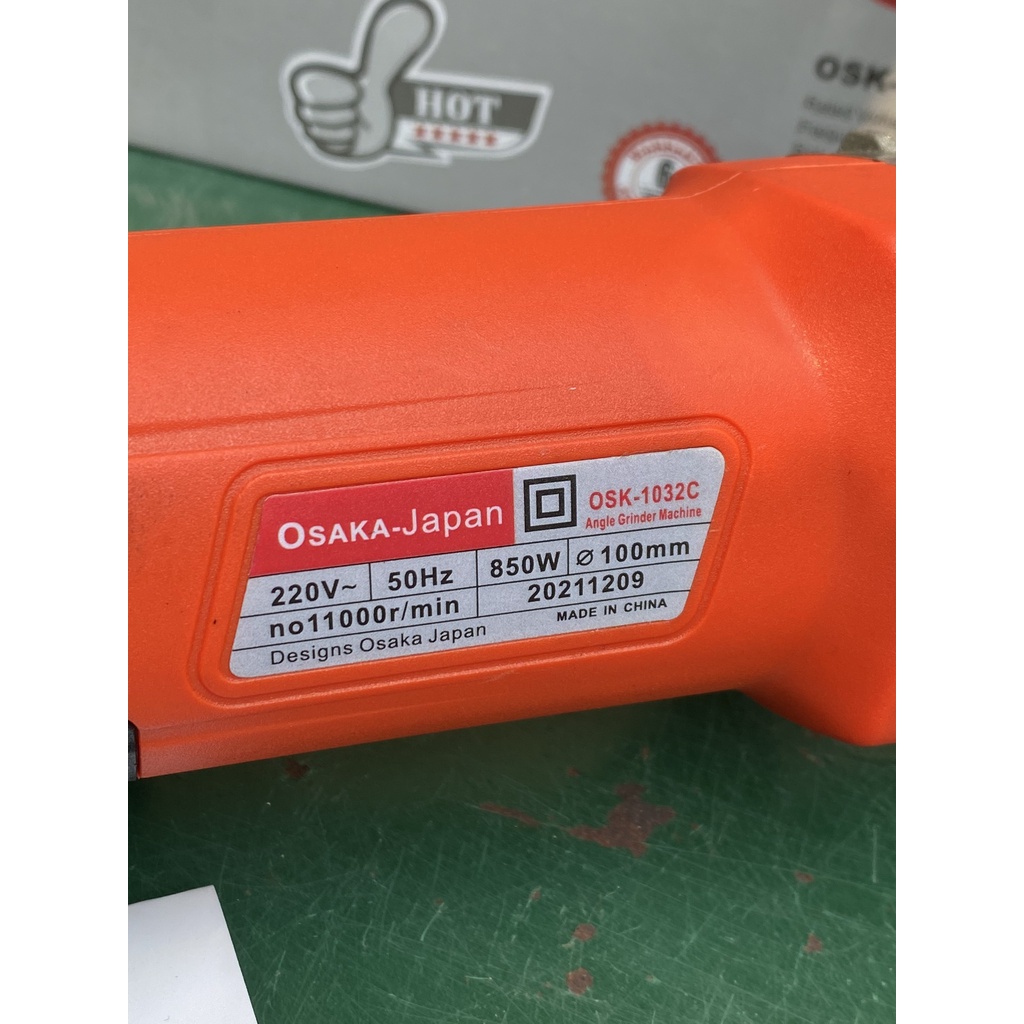 HOT
OSK-
6
OSAKA-Japan
OSK-1032C
Angle Grinder Machine
220V~ 50Hz 850W ⌀ 100mm
no11000r/min 20211209
Designs Osaka Japan MADE IN CHINA